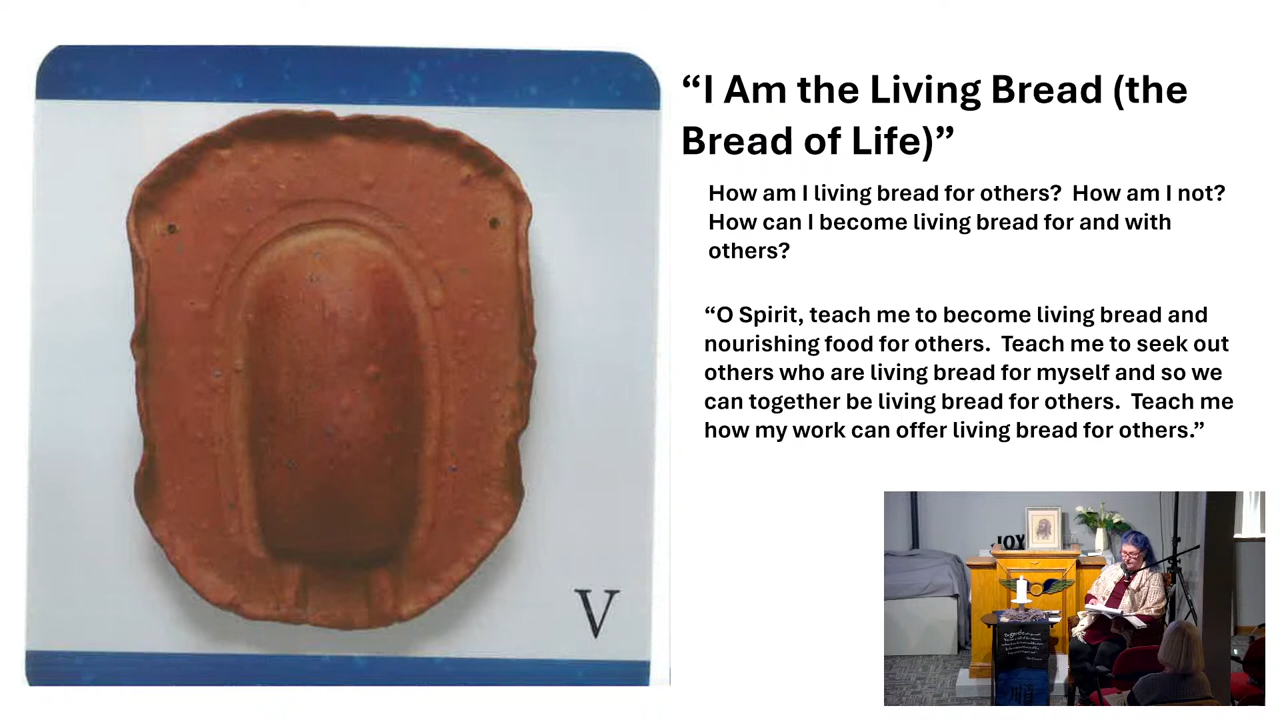 “I Am the Living Bread (the
Bread of Life)”
How am I living bread for others?  How am I not?
How can I become living bread for and with
others?
“O Spirit, teach me to become living bread and
nourishing food for others.  Teach me to seek out
others who are living bread for myself and so we
can together be living bread for others.  Teach me
how my work can offer living bread for others.”
V
JOY